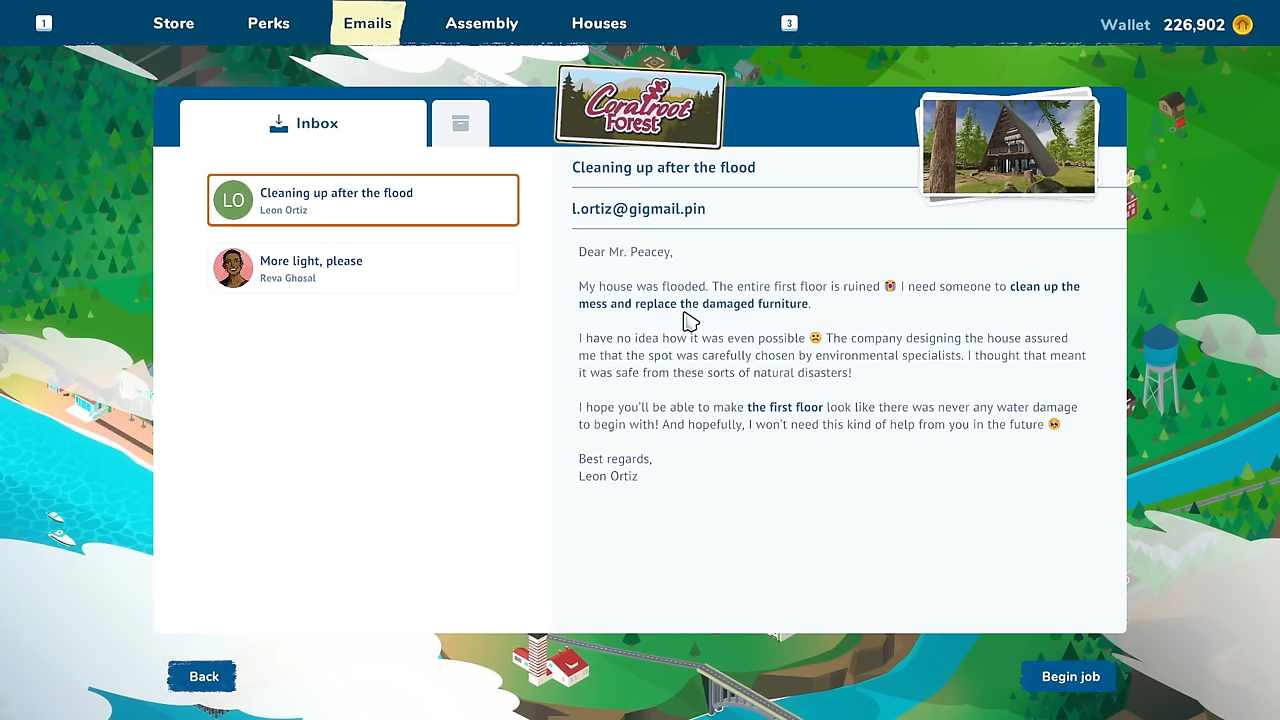 1
Store
Perks
Emails
Assembly
Houses
3
Wallet 226,902
Inbox
Coralroot
Forest
LO
Cleaning up after the flood
Leon Ortiz
More light, please
Reva Ghosal
Cleaning up after the flood
l.ortiz@gigmail.pin
Dear Mr. Peacey,
My house was flooded. The entire first floor is ruined 😭 I need someone to clean up the
mess and replace the damaged furniture.
I have no idea how it was even possible 🙁 The company designing the house assured
me that the spot was carefully chosen by environmental specialists. I thought that meant
it was safe from these sorts of natural disasters!
I hope you'll be able to make the first floor look like there was never any water damage
to begin with! And hopefully, I won't need this kind of help from you in the future 🥺
Best regards,
Leon Ortiz
Back
Begin job